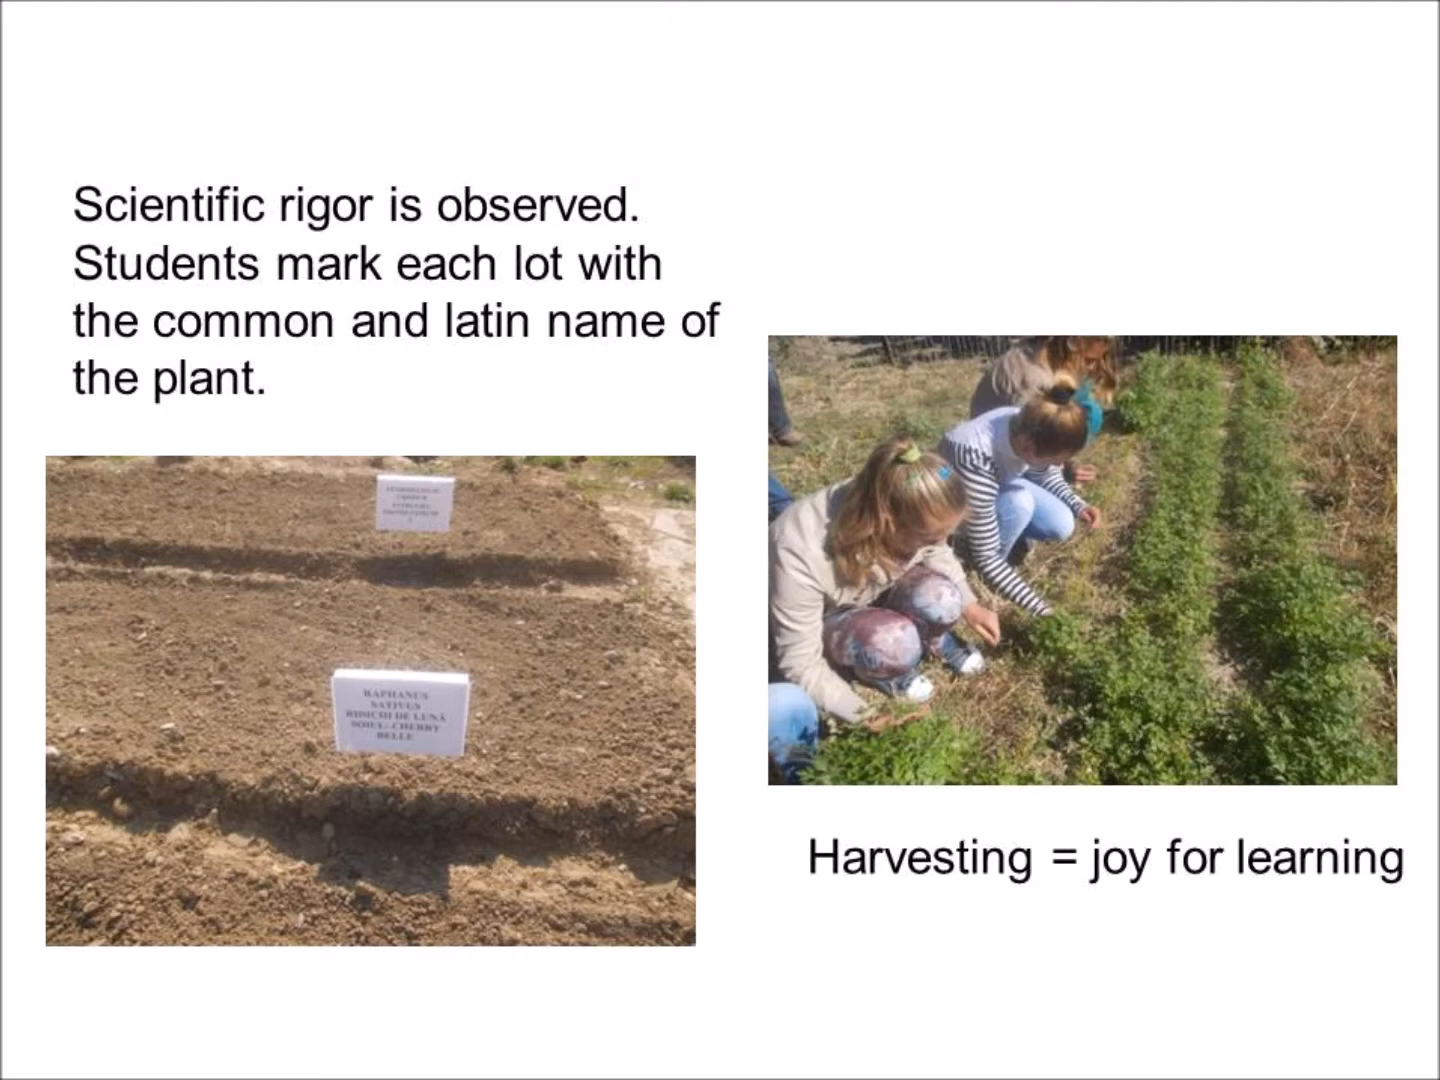 Scientific rigor is observed.
Students mark each lot with
the common and latin name of
the plant.
RAPHANUS
SATIVUS
RIDICHI DE LUNĂ
SOIUL- CHERRY
BELLE
Harvesting = joy for learning